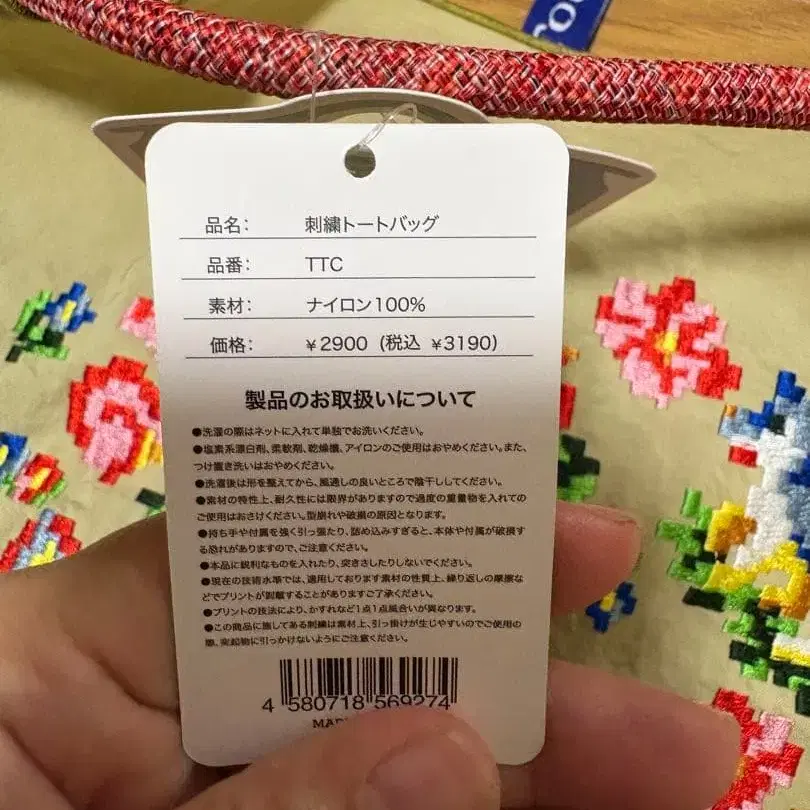 品名: 刺繍トートバッグ
品番: TTC
素材: ナイロン100%
価格: ¥2900 (税込 ¥3190)
製品のお取扱いについて
●洗濯の際はネットに入れて単独でお洗いください。
●塩素系漂白剤、柔軟剤、乾燥機、アイロンのご使用はおやめください。また、
つけ置き洗いはおやめください。
●洗濯後は形を整えてから、風通しの良いところで陰干ししてください。
●素材の特性上、耐久性には限界がありますので過度の重量物を入れての
ご使用はおさけください。型崩れや破損の原因となります。
●持ち手や付属を強く引っ張たり、詰め込みすぎると、本体や付属が破損す
る恐れがありますので、ご注意ください。
●本品に鋭利なものを入れたり、突きさしたりしないでください。
●現在の技術水準では、適用しております素材の性質上、繰り返しの摩擦な
どでプリントが剥離することがありますご了承ください。
●プリントの技法により、かすれなど1点1点風合いが異なります。
●この商品に施してある刺繍は素材上、引っ掛けが生じやすいのでご使用の
際、突起物に引っかけないようにご注意ください。
4 580718 569274